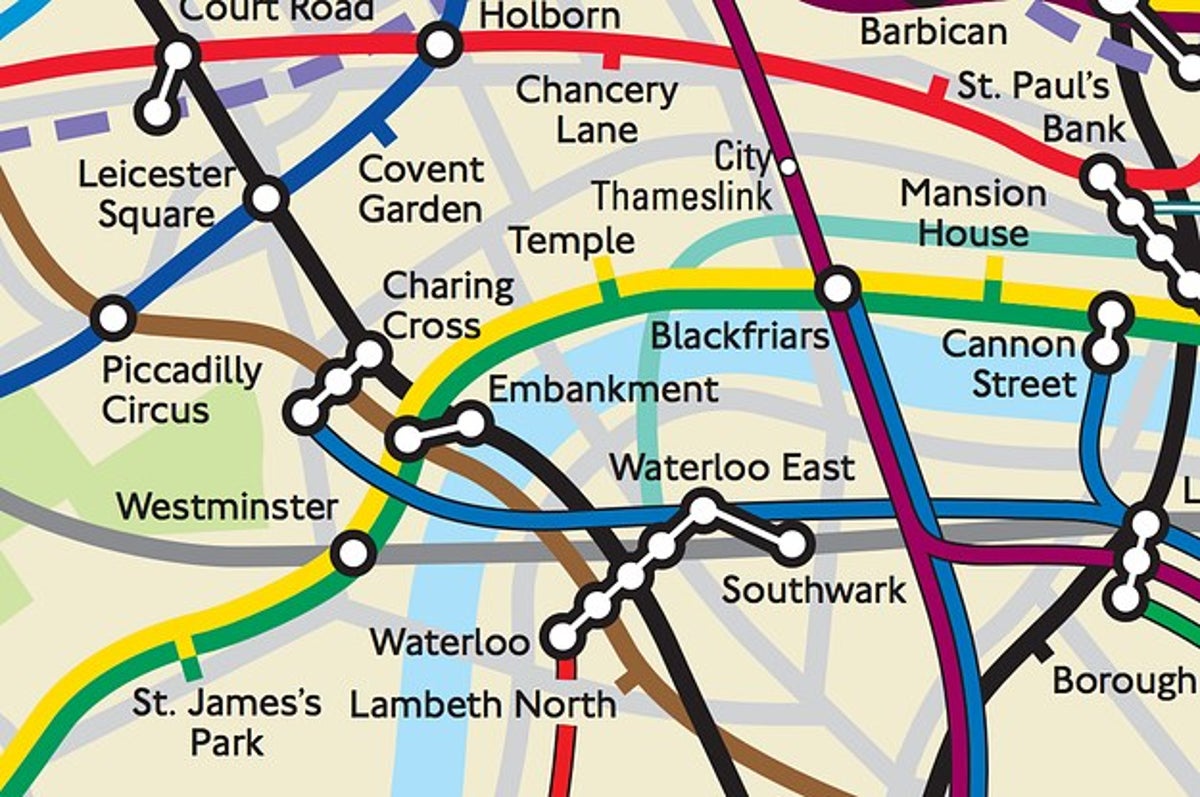 Court Road
Holborn
Barbican
Chancery
Lane
St. Paul's
Bank
City
Thameslink
Leicester
Square
Covent
Garden
Mansion
House
Temple
Charing
Cross
Blackfriars
Cannon
Street
Piccadilly
Circus
Embankment
Waterloo East
Westminster
L
Southwark
Waterloo
Borough
St. James's
Park
Lambeth North